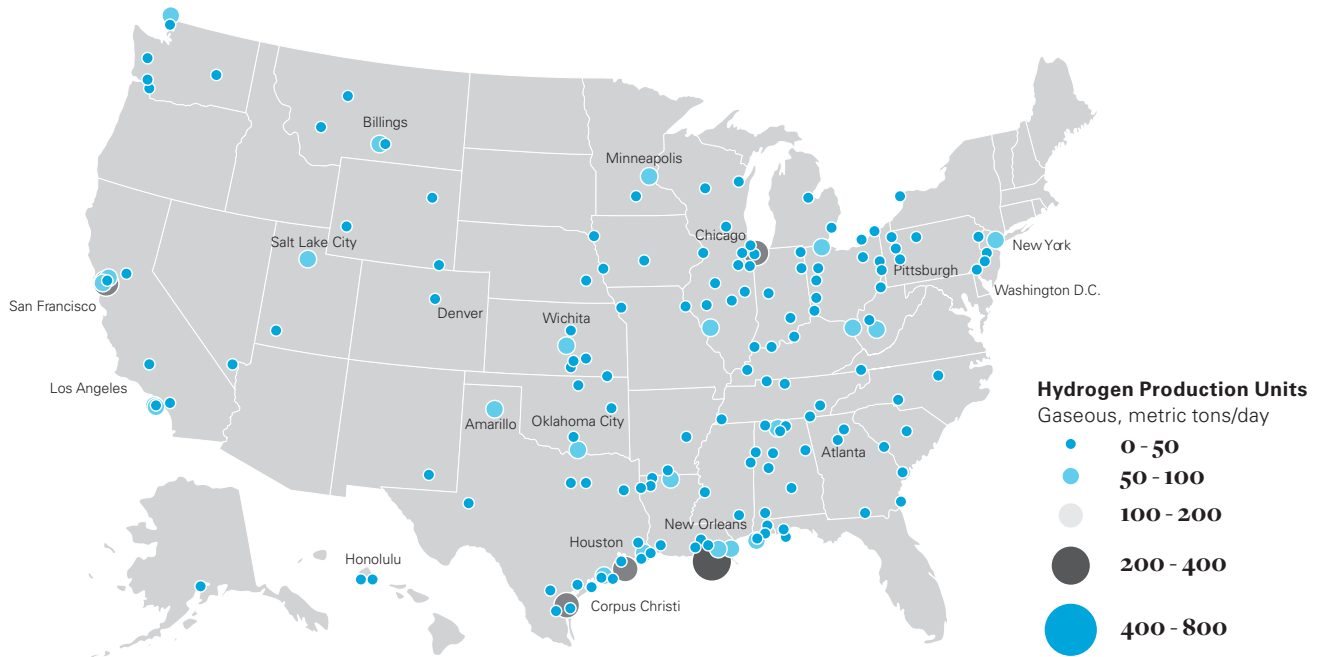 Billings
Minneapolis
Chicago
Salt Lake City
New York
Pittsburgh
San Francisco
Washington D.C.
Denver
Wichita
Los Angeles
Amarillo
Oklahoma City
Atlanta
New Orleans
Houston
Honolulu
Corpus Christi
Hydrogen Production Units
Gaseous, metric tons/day
0 - 50
50 - 100
100 - 200
200 - 400
400 - 800